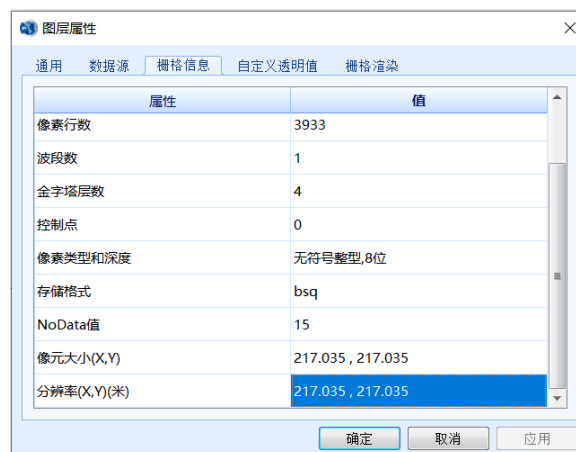 图层属性
通用 数据源 栅格信息 自定义透明值 栅格渲染
属性 值
像素行数 3933
波段数 1
金字塔层数 4
控制点 0
像素类型和深度 无符号整型,8位
存储格式 bsq
NoData值 15
像元大小(X,Y) 217.035 , 217.035
分辨率(X,Y)(米) 217.035 , 217.035
确定 取消 应用